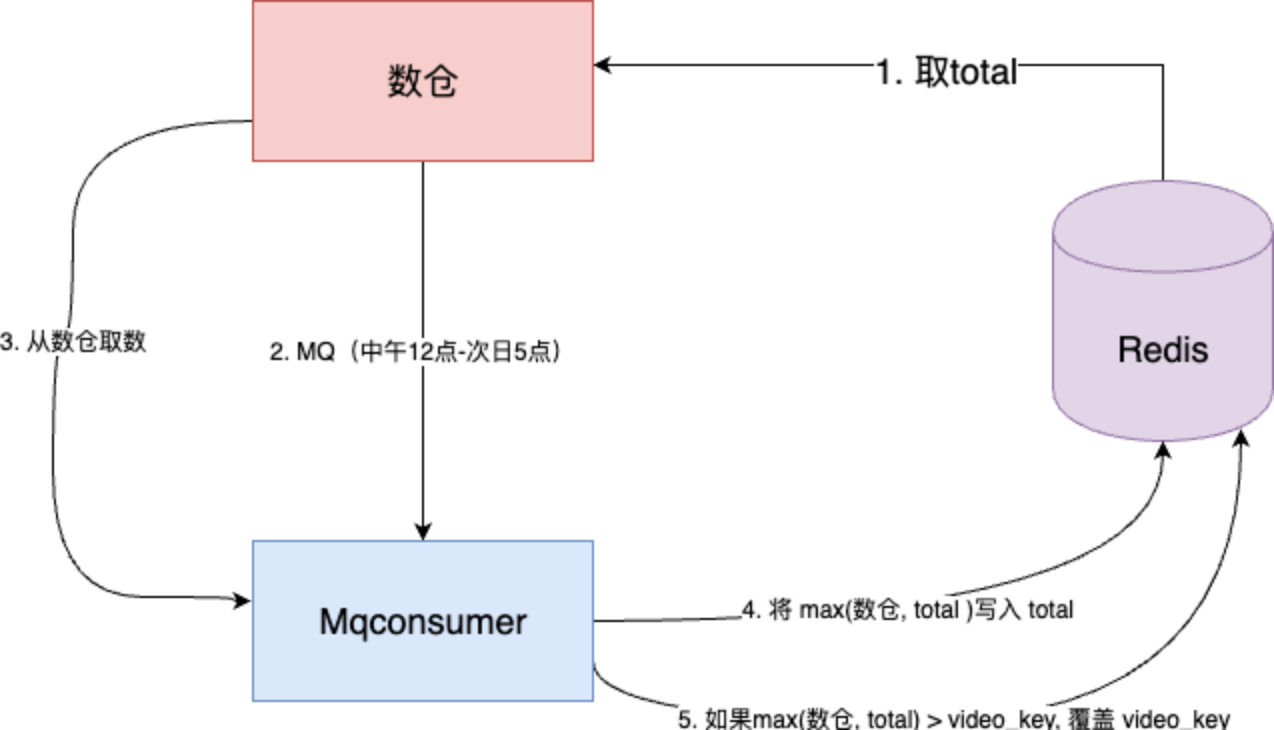 数仓
1. 取total
3. 从数仓取数
2. MQ（中午12点-次日5点）
Redis
Mqconsumer
4. 将 max(数仓, total )写入 total
5. 如果max(数仓, total) > video_key, 覆盖 video_key